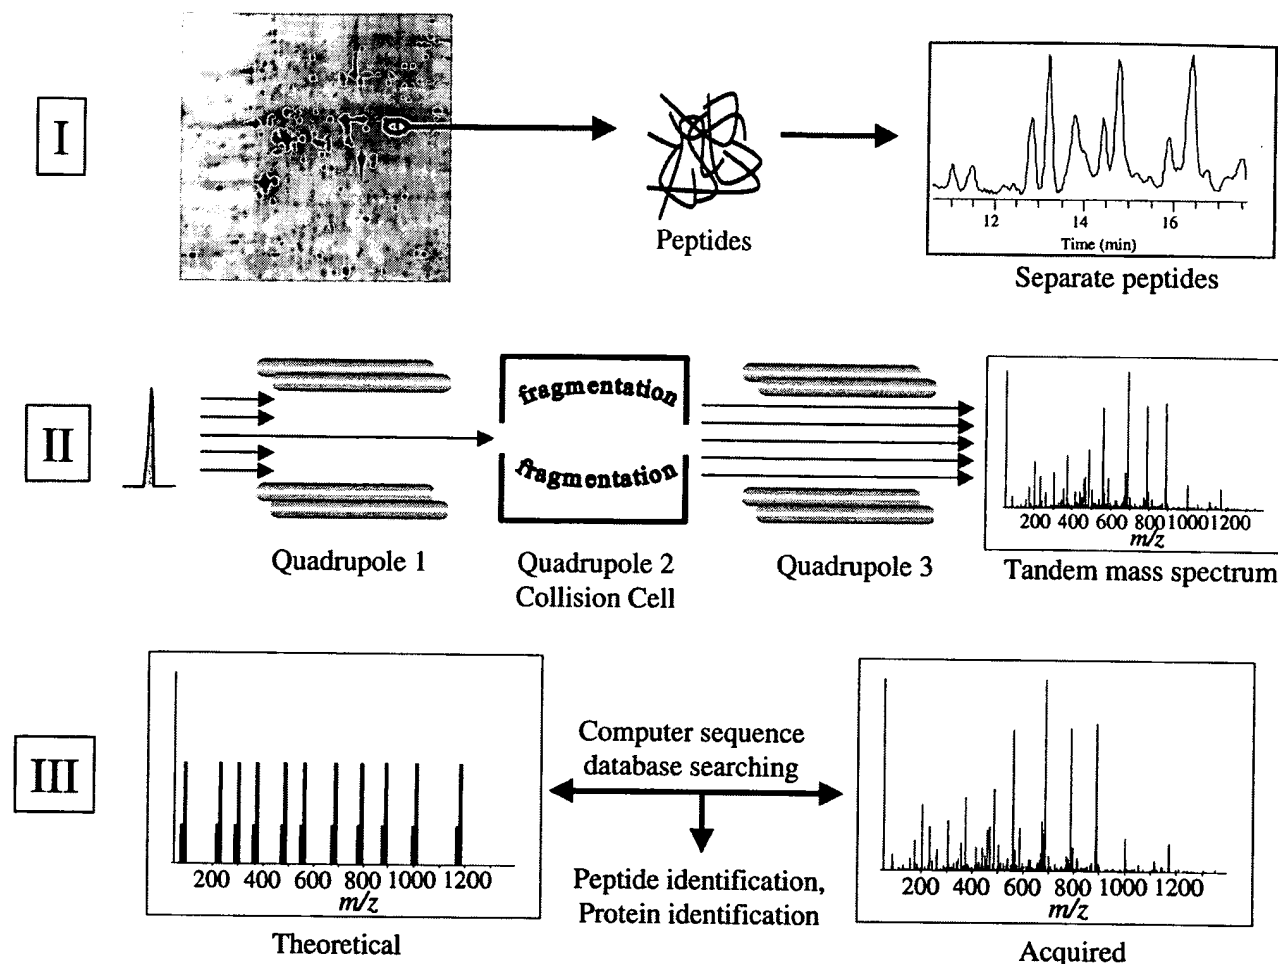 I
Peptides
12 14 16
Time (min)
Separate peptides
II
fragmentation
fragmentation
200 400 600 800 1000 1200
m/z
Quadrupole 1
Quadrupole 2
Collision Cell
Quadrupole 3
Tandem mass spectrum
III
200 400 600 800 1000 1200
m/z
Theoretical
Computer sequence
database searching
Peptide identification,
Protein identification
200 400 600 800 1000 1200
m/z
Acquired